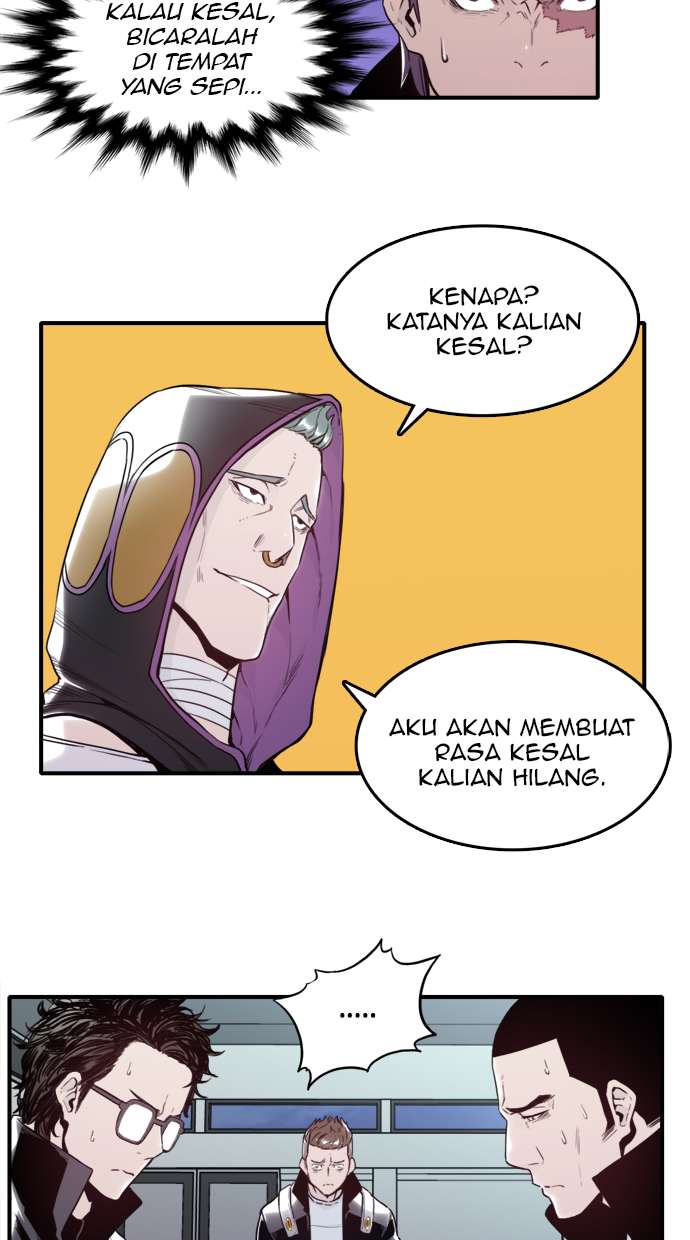 KALAU KESAL,
BICARALAH
DI TEMPAT
YANG SEPI...
KENAPA?
KATANYA KALIAN
KESAL?
AKU AKAN MEMBUAT
RASA KESAL
KALIAN HILANG.
.....